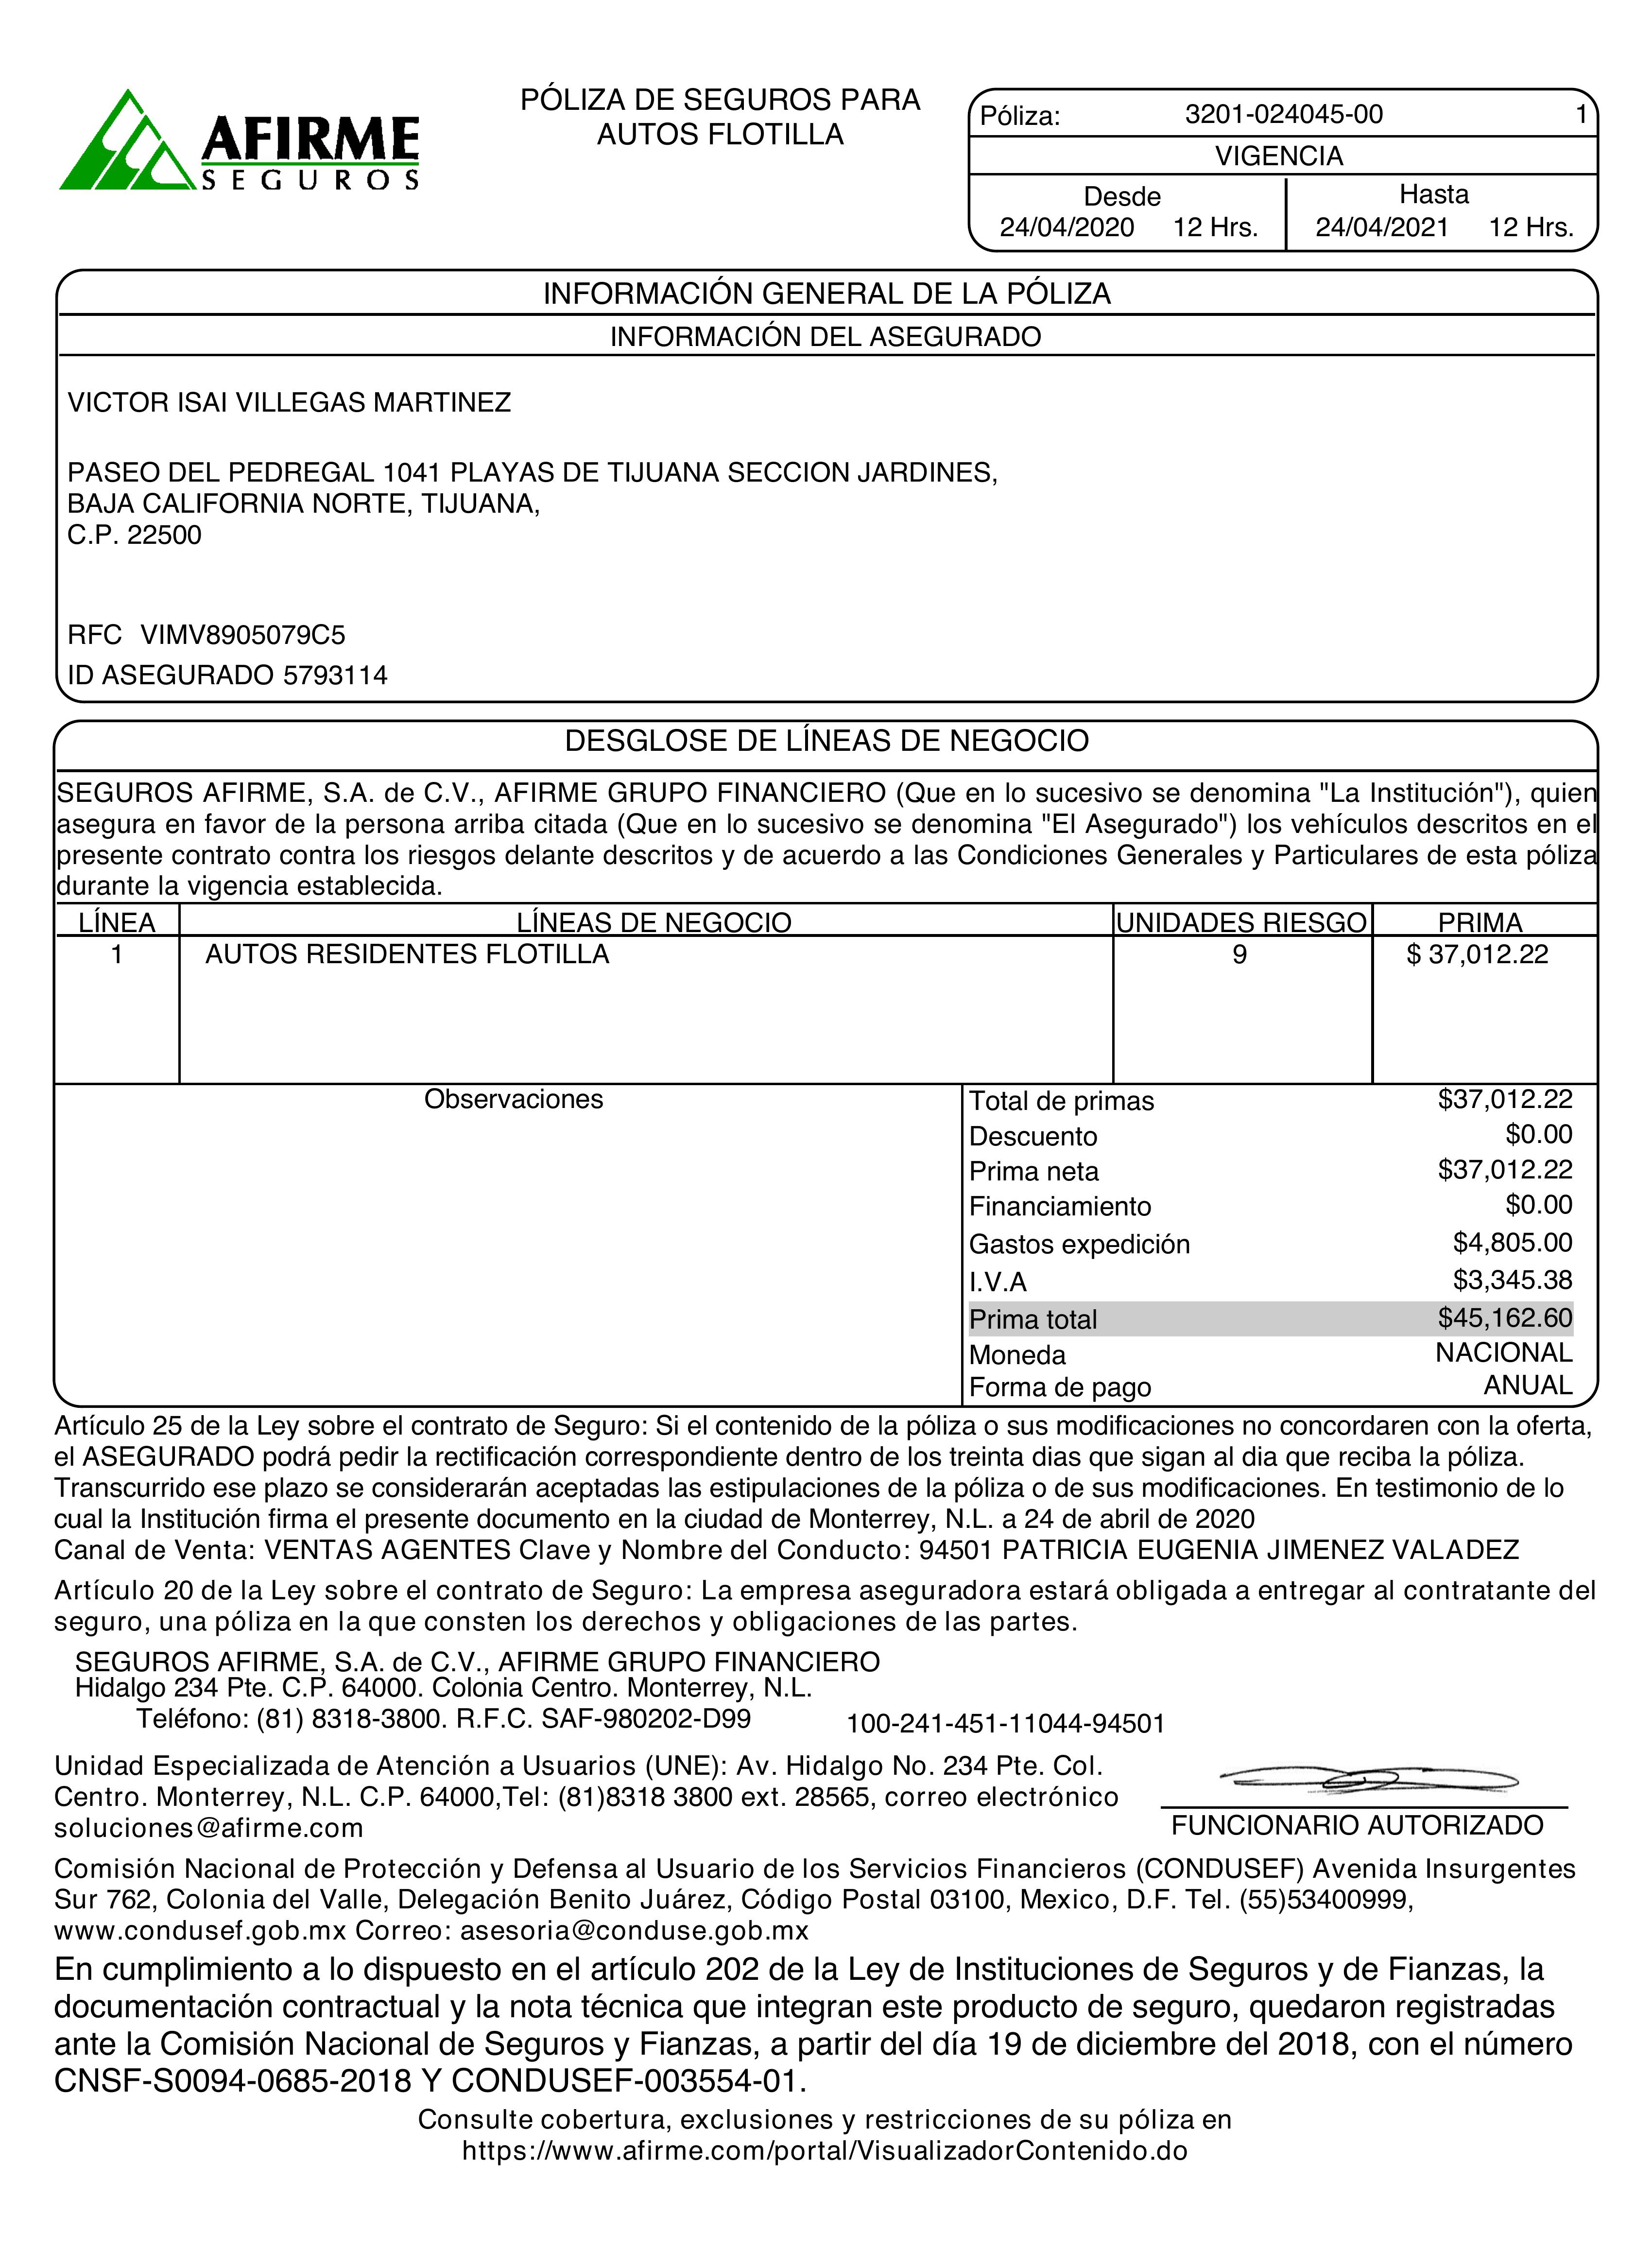 AFIRME
SEGUROS
PÓLIZA DE SEGUROS PARA
AUTOS FLOTILLA
Póliza: 3201-024045-00 1
VIGENCIA
Desde Hasta
24/04/2020 12 Hrs. 24/04/2021 12 Hrs.
INFORMACIÓN GENERAL DE LA PÓLIZA
INFORMACIÓN DEL ASEGURADO
VICTOR ISAI VILLEGAS MARTINEZ
PASEO DEL PEDREGAL 1041 PLAYAS DE TIJUANA SECCION JARDINES,
BAJA CALIFORNIA NORTE, TIJUANA,
C.P. 22500
RFC VIMV8905079C5
ID ASEGURADO 5793114
DESGLOSE DE LÍNEAS DE NEGOCIO
SEGUROS AFIRME, S.A. de C.V., AFIRME GRUPO FINANCIERO (Que en lo sucesivo se denomina "La Institución"), quien
asegura en favor de la persona arriba citada (Que en lo sucesivo se denomina "El Asegurado") los vehículos descritos en el
presente contrato contra los riesgos delante descritos y de acuerdo a las Condiciones Generales y Particulares de esta póliza
durante la vigencia establecida.
LÍNEA LÍNEAS DE NEGOCIO UNIDADES RIESGO PRIMA
1 AUTOS RESIDENTES FLOTILLA 9 $ 37,012.22
Observaciones
Total de primas $37,012.22
Descuento $0.00
Prima neta $37,012.22
Financiamiento $0.00
Gastos expedición $4,805.00
I.V.A $3,345.38
Prima total $45,162.60
Moneda NACIONAL
Forma de pago ANUAL
Artículo 25 de la Ley sobre el contrato de Seguro: Si el contenido de la póliza o sus modificaciones no concordaren con la oferta,
el ASEGURADO podrá pedir la rectificación correspondiente dentro de los treinta dias que sigan al dia que reciba la póliza.
Transcurrido ese plazo se considerarán aceptadas las estipulaciones de la póliza o de sus modificaciones. En testimonio de lo
cual la Institución firma el presente documento en la ciudad de Monterrey, N.L. a 24 de abril de 2020
Canal de Venta: VENTAS AGENTES Clave y Nombre del Conducto: 94501 PATRICIA EUGENIA JIMENEZ VALADEZ
Artículo 20 de la Ley sobre el contrato de Seguro: La empresa aseguradora estará obligada a entregar al contratante del
seguro, una póliza en la que consten los derechos y obligaciones de las partes.
SEGUROS AFIRME, S.A. de C.V., AFIRME GRUPO FINANCIERO
Hidalgo 234 Pte. C.P. 64000. Colonia Centro. Monterrey, N.L.
Teléfono: (81) 8318-3800. R.F.C. SAF-980202-D99 100-241-451-11044-94501
Unidad Especializada de Atención a Usuarios (UNE): Av. Hidalgo No. 234 Pte. Col.
Centro. Monterrey, N.L. C.P. 64000,Tel: (81)8318 3800 ext. 28565, correo electrónico
soluciones@afirme.com
FUNCIONARIO AUTORIZADO
Comisión Nacional de Protección y Defensa al Usuario de los Servicios Financieros (CONDUSEF) Avenida Insurgentes
Sur 762, Colonia del Valle, Delegación Benito Juárez, Código Postal 03100, Mexico, D.F. Tel. (55)53400999,
www.condusef.gob.mx Correo: asesoria@conduse.gob.mx
En cumplimiento a lo dispuesto en el artículo 202 de la Ley de Instituciones de Seguros y de Fianzas, la
documentación contractual y la nota técnica que integran este producto de seguro, quedaron registradas
ante la Comisión Nacional de Seguros y Fianzas, a partir del día 19 de diciembre del 2018, con el número
CNSF-S0094-0685-2018 Y CONDUSEF-003554-01.
Consulte cobertura, exclusiones y restricciones de su póliza en
https://www.afirme.com/portal/VisualizadorContenido.do